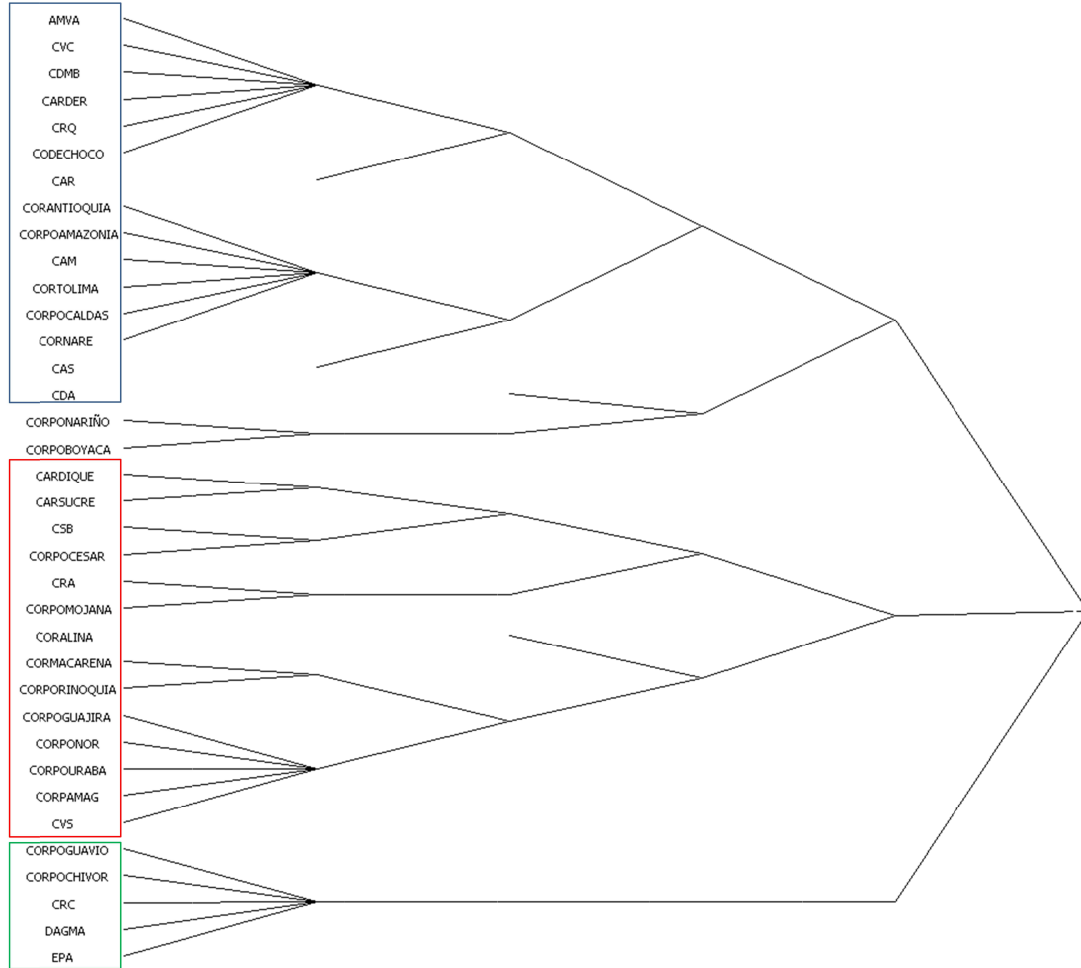 AMVA
CVC
CDMB
CARDER
CRQ
CODECHOCO
CAR
CORANTIOQUIA
CORPOAMAZONIA
CAM
CORTOLIMA
CORPOCALDAS
CORNARE
CAS
CDA
CORPONARIÑO
CORPOBOYACA
CARDIQUE
CARSUCRE
CSB
CORPOCESAR
CRA
CORPOMOJANA
CORALINA
CORMACARENA
CORPORINOQUIA
CORPOGUAJIRA
CORPONOR
CORPOURABA
CORPAMAG
CVS
CORPOGUAVIO
CORPOCHIVOR
CRC
DAGMA
EPA